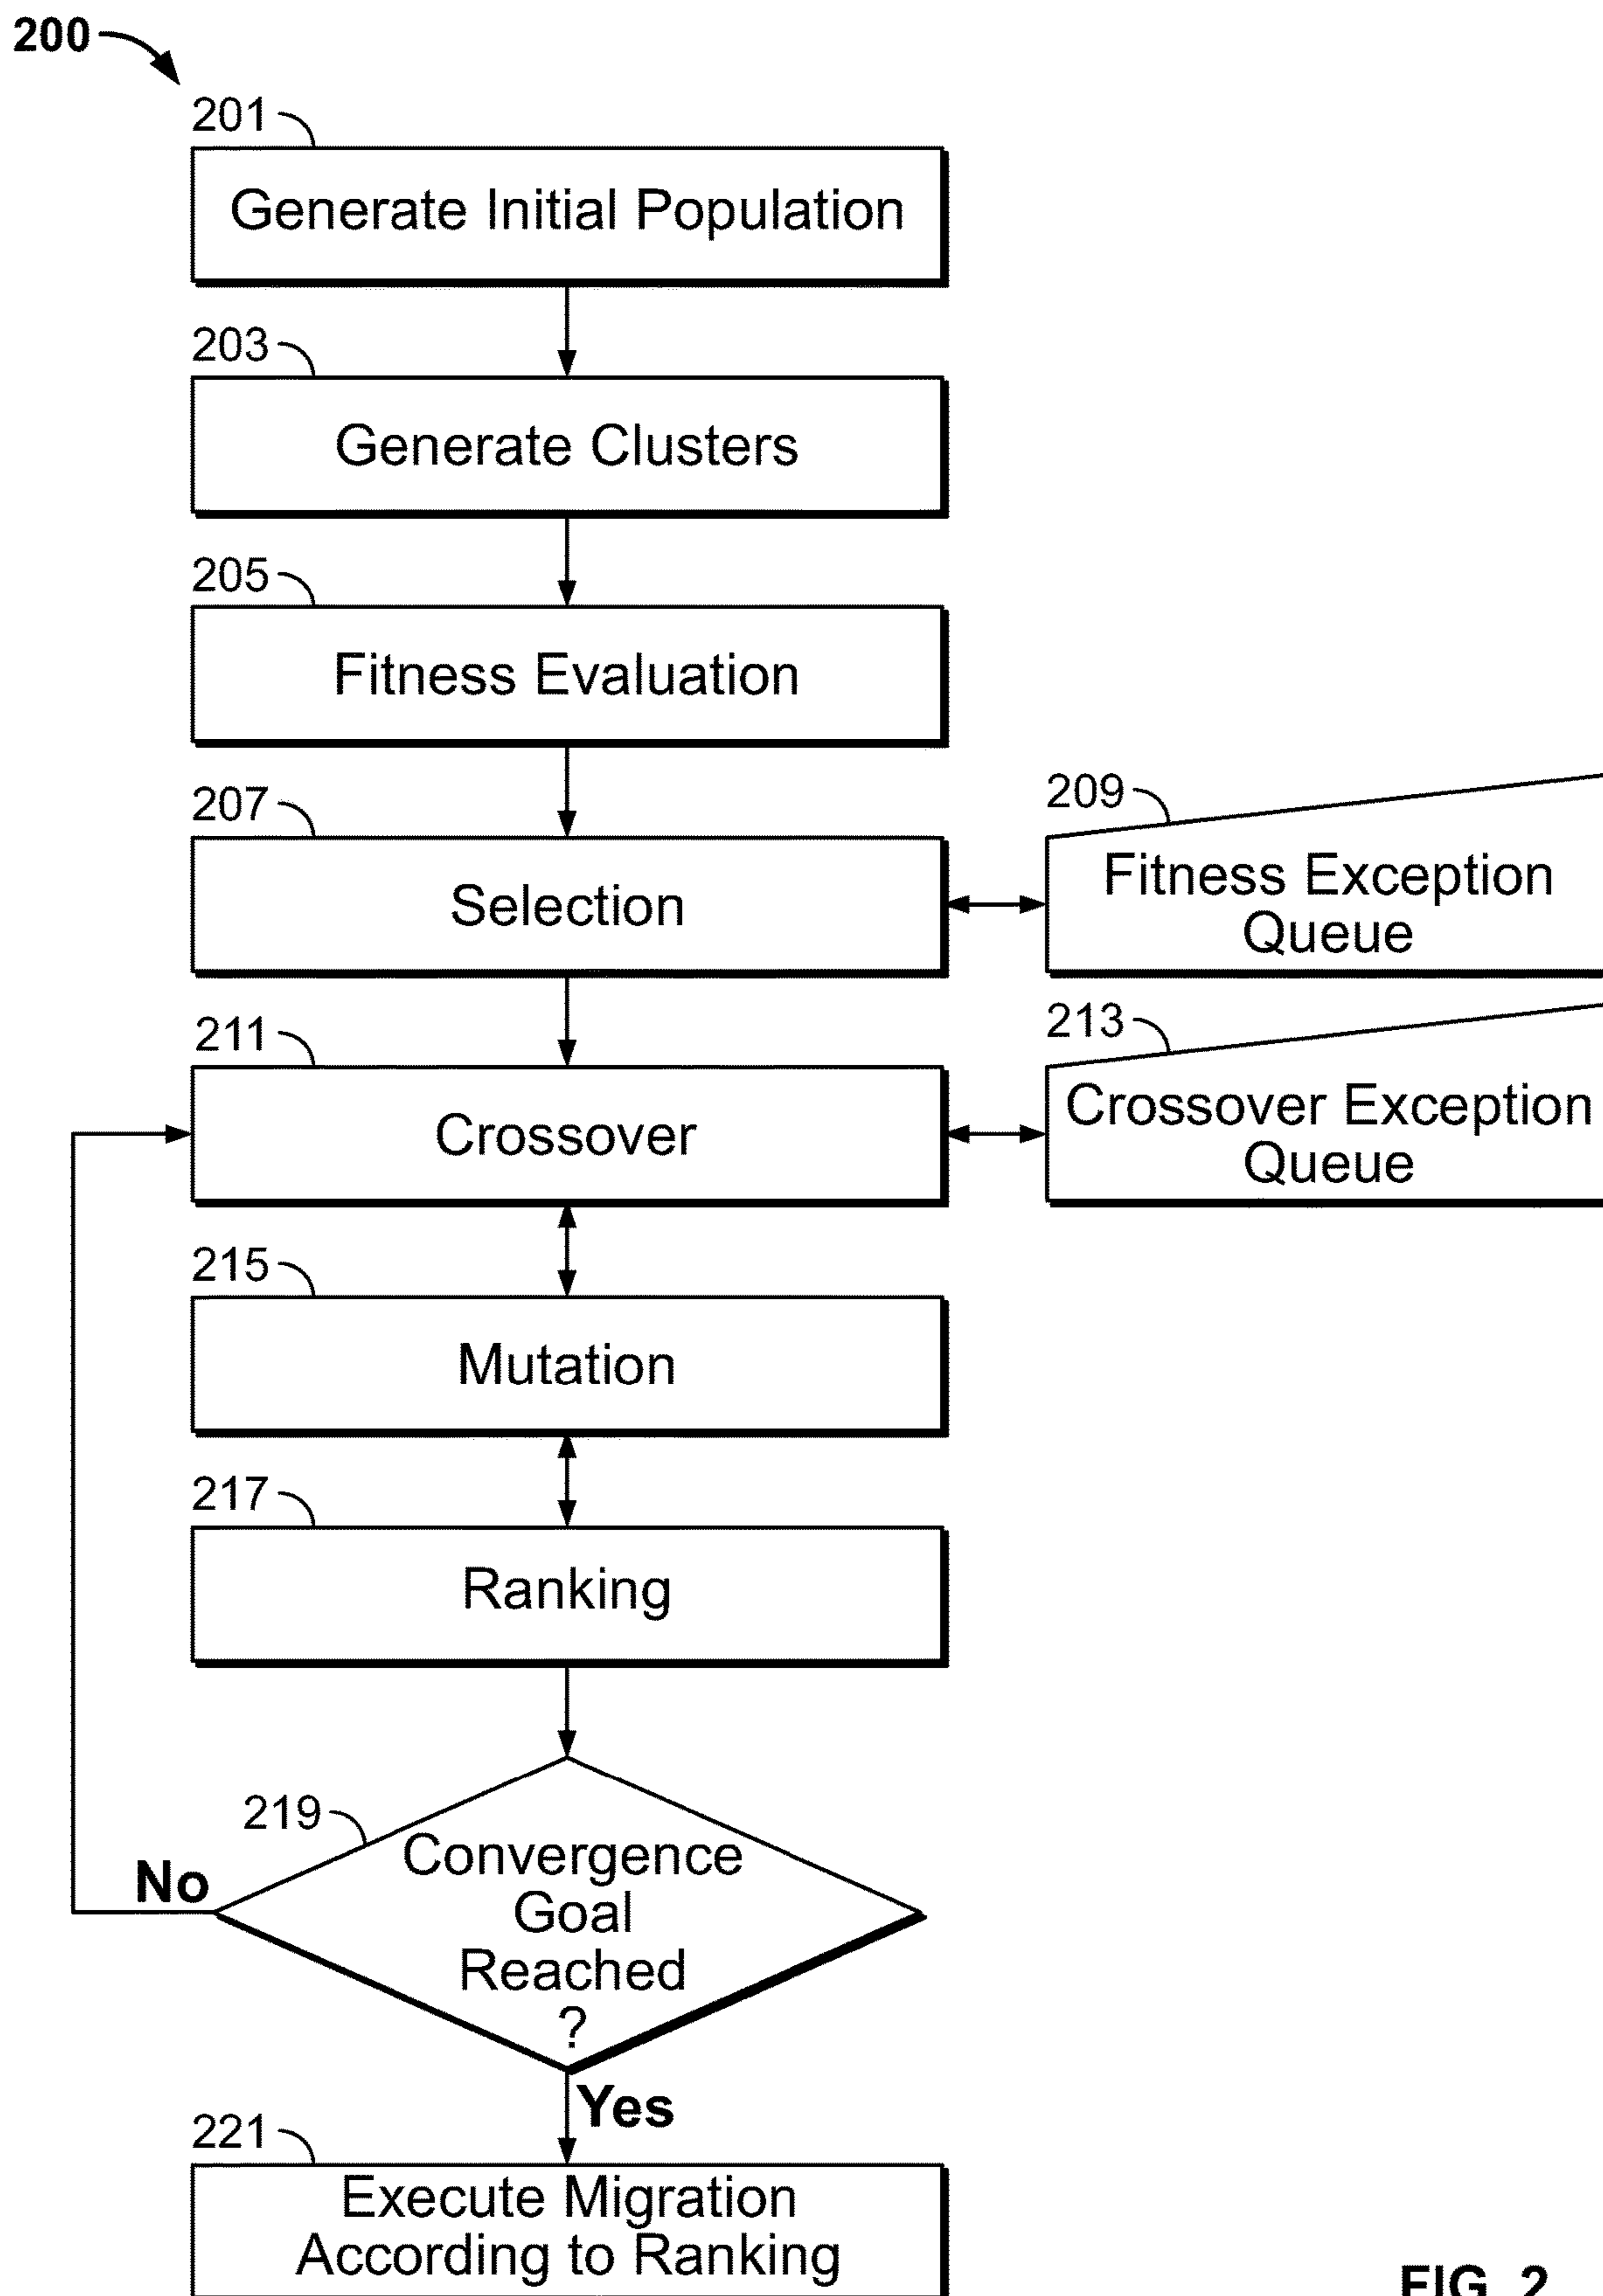 200
201
Generate Initial Population
203
Generate Clusters
205
Fitness Evaluation
207
Selection
209
Fitness Exception
Queue
211
Crossover
213
Crossover Exception
Queue
215
Mutation
217
Ranking
219
Convergence
Goal
Reached
?
No
Yes
221
Execute Migration
According to Ranking
FIG. 2